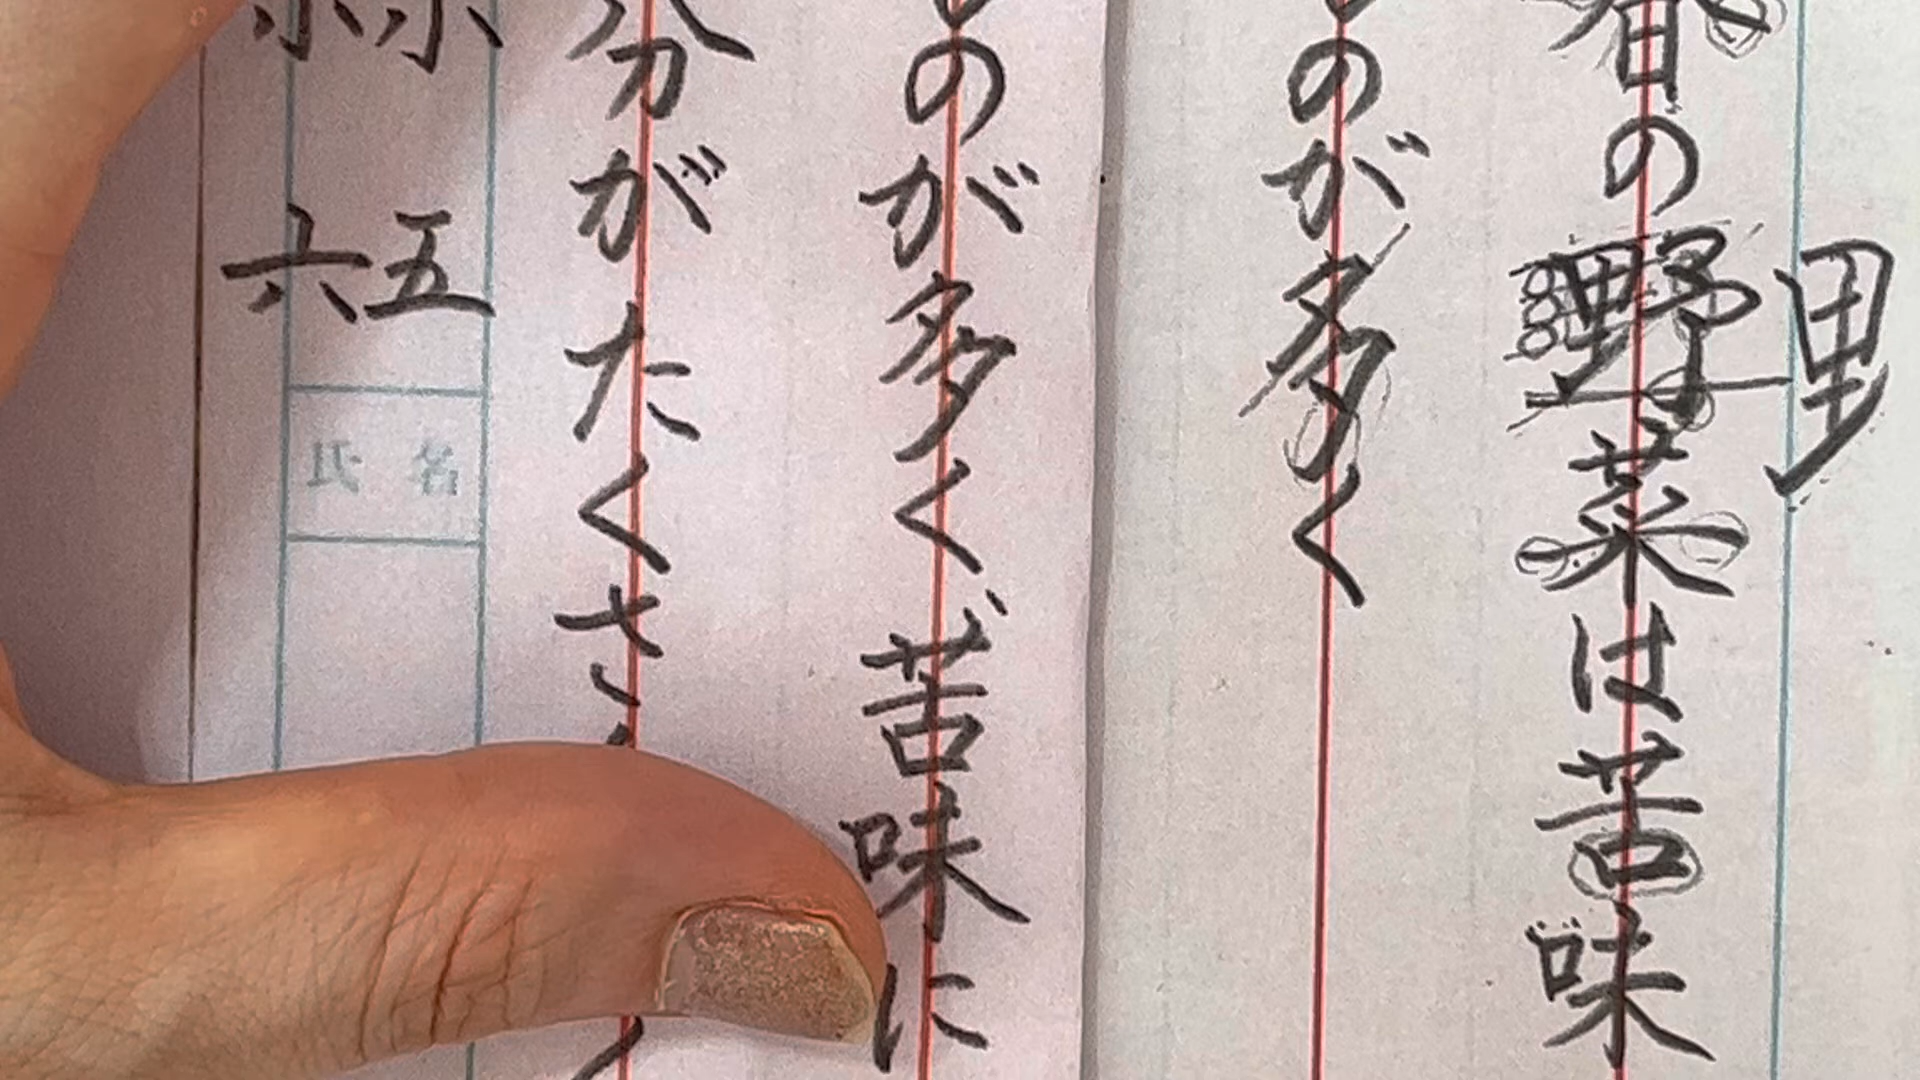 春の野菜は苦味
のが多く
のが多く苦味に
分がたくさ
五
六
氏名